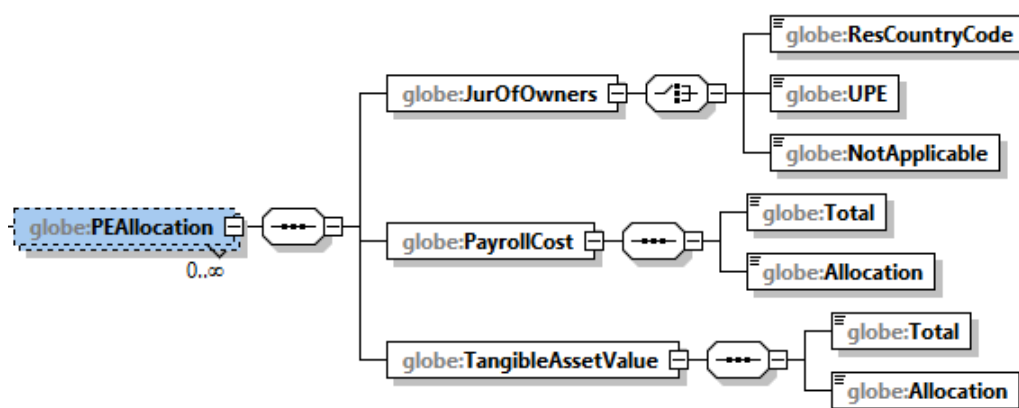 globe:ResCountryCode
globe:JurOfOwners
globe:UPE
globe:NotApplicable
globe:PEAllocation
0..∞
globe:PayrollCost
globe:Total
globe:Allocation
globe:TangibleAssetValue
globe:Total
globe:Allocation